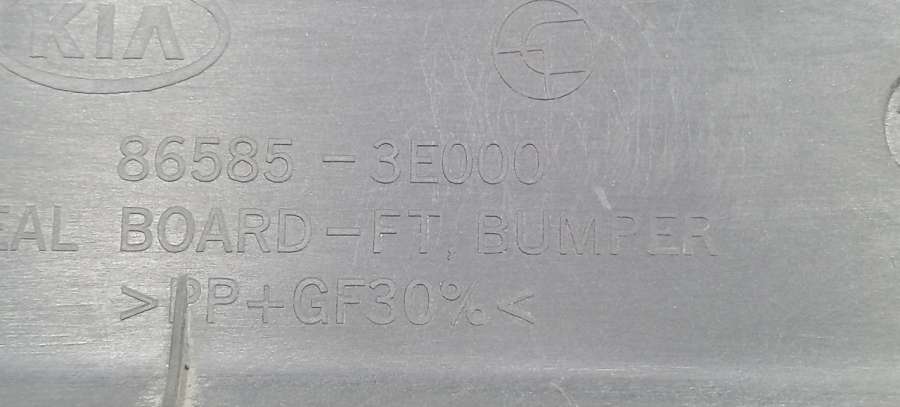 KIA
86585-3E000
EAL BOARD-FT, BUMPER
>PP+GF30%<